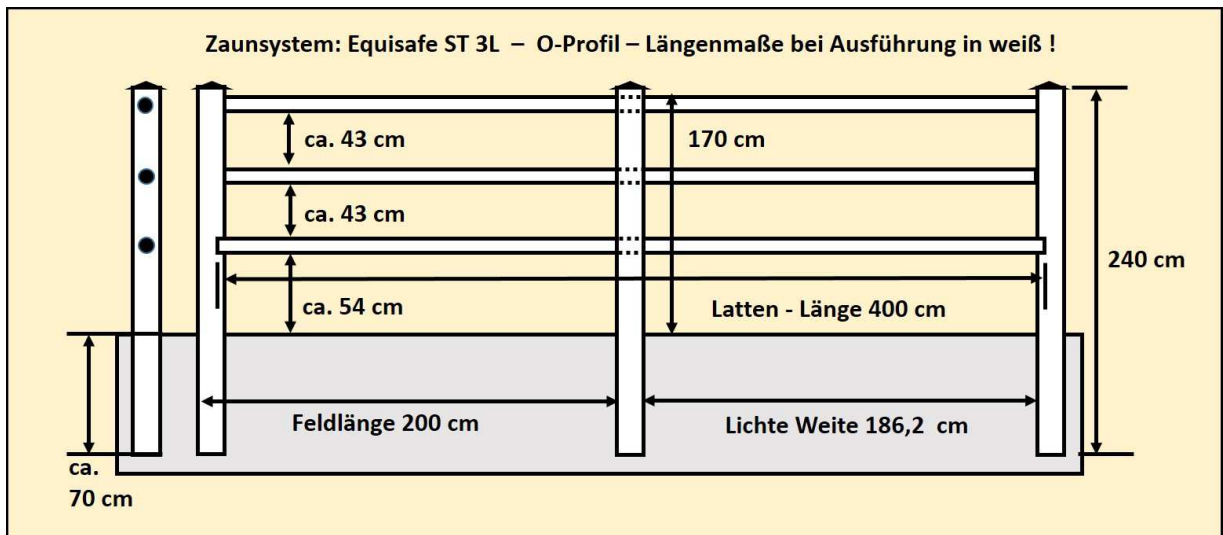 Zaunsystem: Equisafe ST 3L – O-Profil – Längenmaße bei Ausführung in weiß !
ca. 43 cm
170 cm
ca. 43 cm
240 cm
ca. 54 cm
Latten - Länge 400 cm
Feldlänge 200 cm
Lichte Weite 186,2 cm
ca.
70 cm